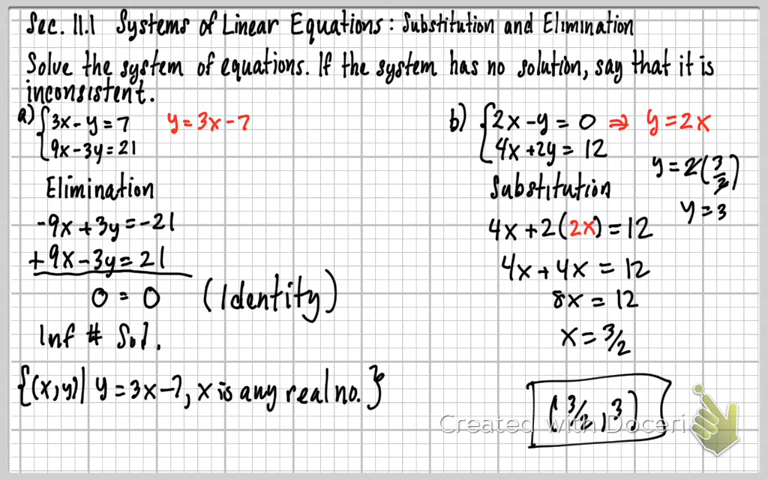 Sec. 11.1 Systems of Linear Equations: Substitution and Elimination
Solve the system of equations. If the system has no solution, say that it is
inconsistent.
a) {3x - y = 7   y = 3x - 7
9x - 3y = 21
Elimination
-9x + 3y = -21
+ 9x - 3y = 21
0 = 0 (Identity)
Inf # Sol.
{(x,y)| y = 3x - 7, x is any real no.}
b) {2x - y = 0 ⇒ y = 2x
4x + 2y = 12
y = 2(3/2)
y = 3
Substitution
4x + 2(2x) = 12
4x + 4x = 12
8x = 12
x = 3/2
(3/2, 3)
Created with Doceri